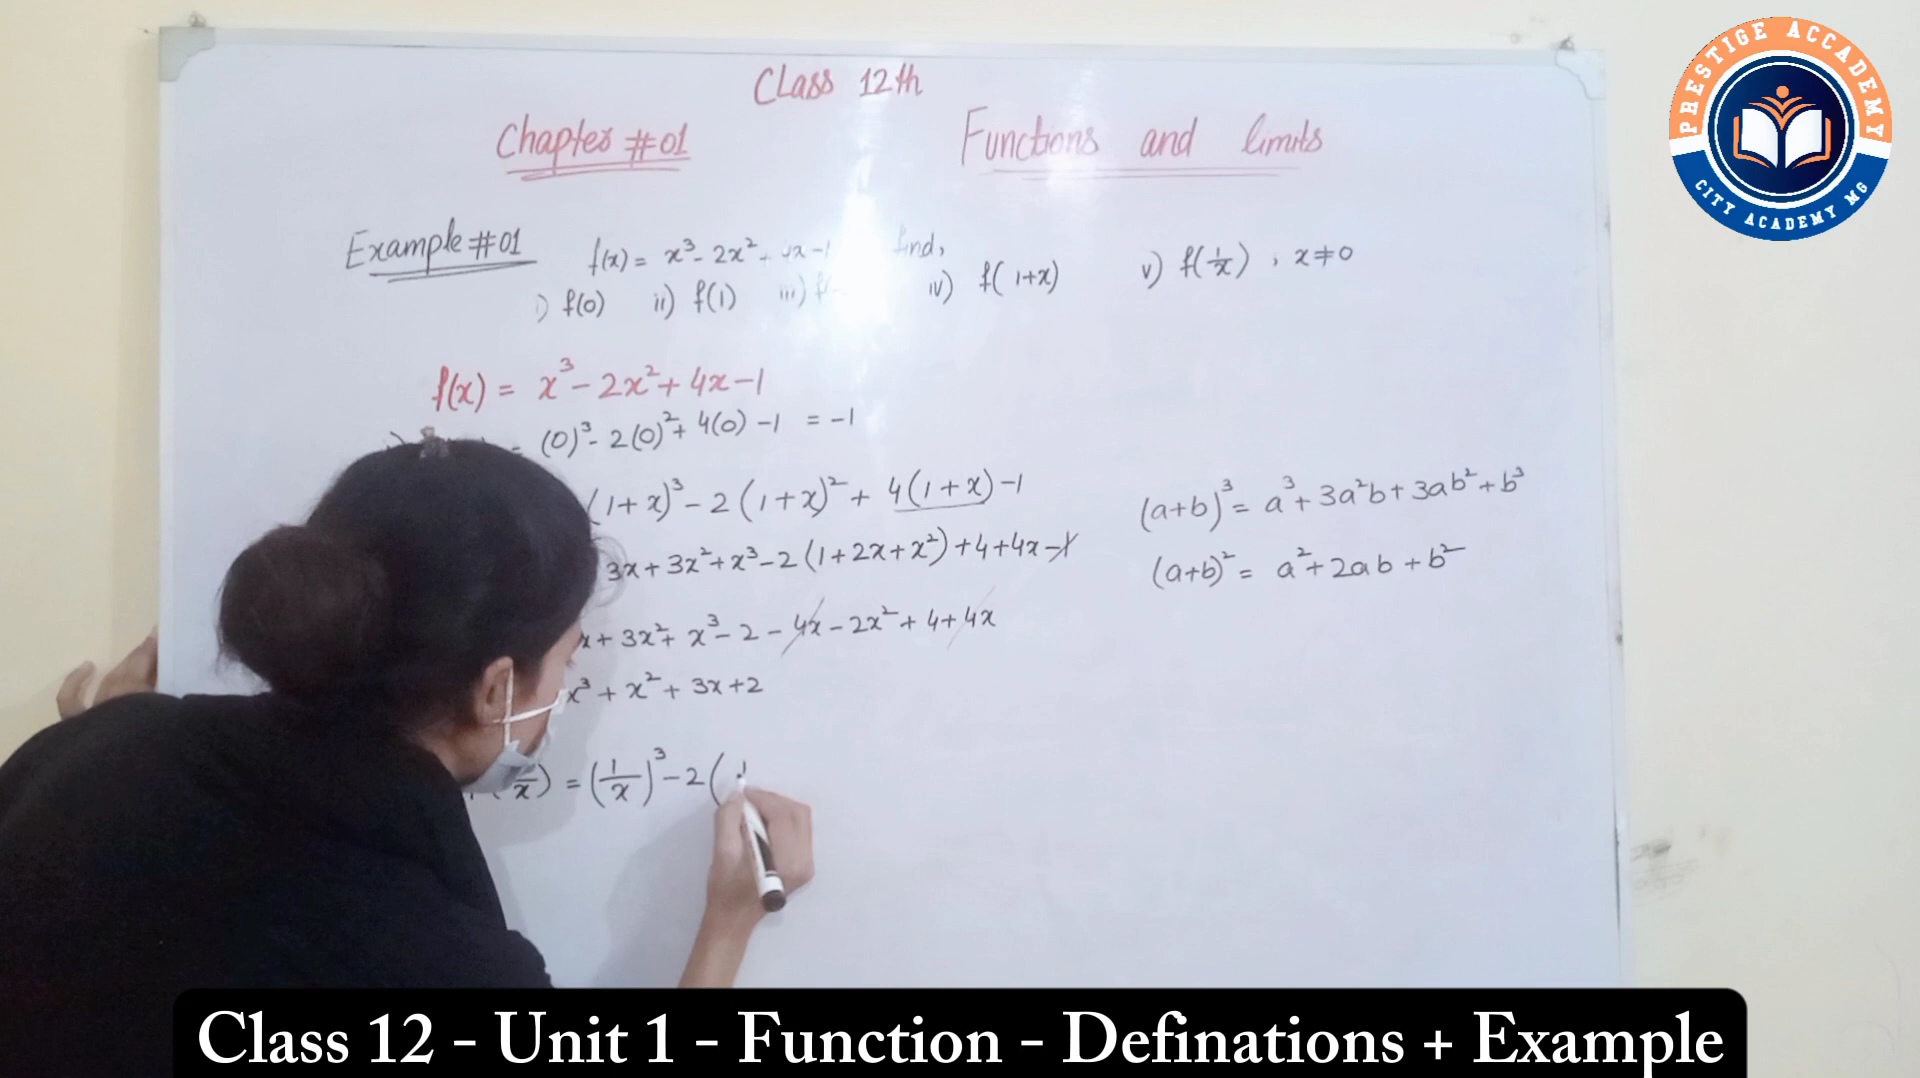 CLass 12th
Chapter #01
Functions and limits
Example #01
f(x) = x³ - 2x² + 4x - 1 find,
i) f(0) ii) f(1) iii) f( iv) f(1+x) v) f(1/x) , x ≠ 0
f(x) = x³ - 2x² + 4x - 1
= (0)³ - 2(0)² + 4(0) - 1 = -1
(1+x)³ - 2(1+x)² + 4(1+x) - 1
3x + 3x² + x³ - 2(1+2x+x²) + 4 + 4x - 1
x + 3x² + x³ - 2 - 4x - 2x² + 4 + 4x
x³ + x² + 3x + 2
x) = (1/x)³ - 2(1
(a+b)³ = a³ + 3a²b + 3ab² + b³
(a+b)² = a² + 2ab + b²
PRESTIGE ACCADEMY
CITY ACADEMY MG
Class 12 - Unit 1 - Function - Definations + Example